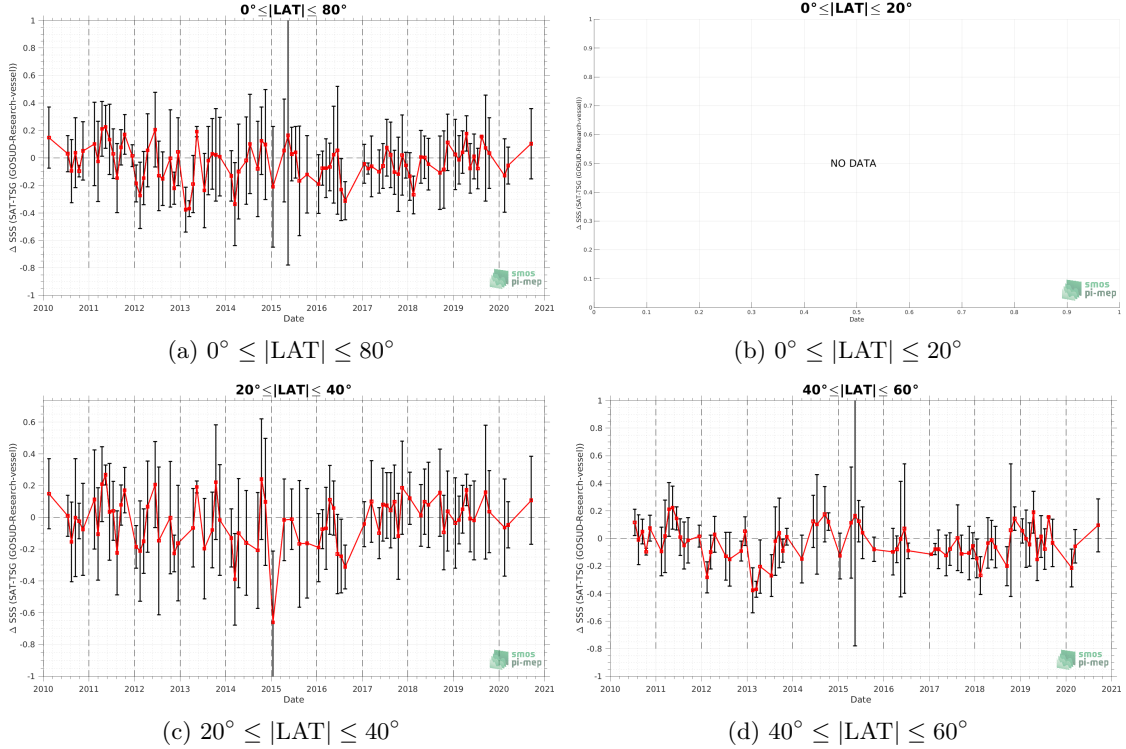 0°≤|LAT|≤ 80°
Δ SSS (SAT-TSG (GOSUD-Research-vessel))
1
0.8
0.6
0.4
0.2
0
-0.2
-0.4
-0.6
-0.8
-1
2010 2011 2012 2013 2014 2015 2016 2017 2018 2019 2020 2021
Date
smos
pi-mep
(a) 0° ≤ |LAT| ≤ 80°
0°≤|LAT|≤ 20°
Δ SSS (SAT-TSG (GOSUD-Research-vessel))
1
0.9
0.8
0.7
0.6
0.5
0.4
0.3
0.2
0.1
0
NO DATA
0 0.1 0.2 0.3 0.4 0.5 0.6 0.7 0.8 0.9 1
Date
smos
pi-mep
(b) 0° ≤ |LAT| ≤ 20°
20°≤|LAT|≤ 40°
Δ SSS (SAT-TSG (GOSUD-Research-vessel))
0.6
0.4
0.2
0
-0.2
-0.4
-0.6
-0.8
-1
2010 2011 2012 2013 2014 2015 2016 2017 2018 2019 2020 2021
Date
smos
pi-mep
(c) 20° ≤ |LAT| ≤ 40°
40°≤|LAT|≤ 60°
Δ SSS (SAT-TSG (GOSUD-Research-vessel))
1
0.8
0.6
0.4
0.2
0
-0.2
-0.4
-0.6
-0.8
-1
2010 2011 2012 2013 2014 2015 2016 2017 2018 2019 2020 2021
Date
smos
pi-mep
(d) 40° ≤ |LAT| ≤ 60°